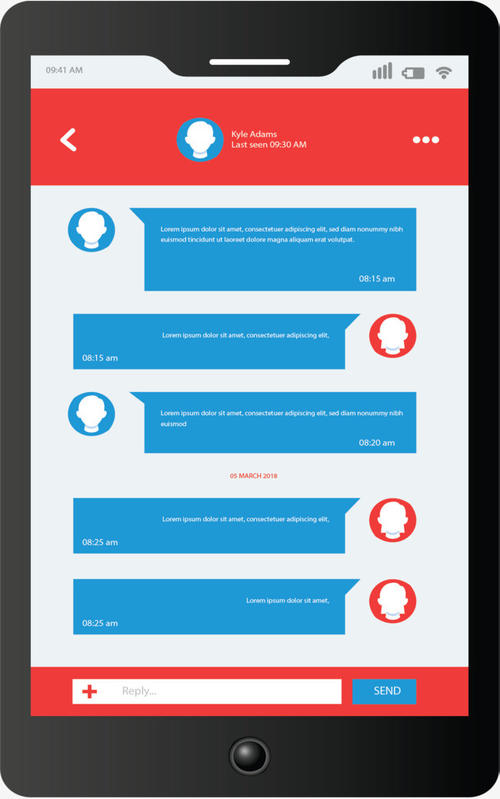 09:41 AM
Kyle Adams
Last seen 09:30 AM
Lorem ipsum dolor sit amet, consectetuer adipiscing elit, sed diam nonummy nibh
euismod tincidunt ut laoreet dolore magna aliquam erat volutpat.
08:15 am
Lorem ipsum dolor sit amet, consectetuer adipiscing elit,
08:15 am
Lorem ipsum dolor sit amet, consectetuer adipiscing elit, sed diam nonummy nibh
euismod
08:20 am
05 MARCH 2018
Lorem ipsum dolor sit amet, consectetuer adipiscing elit,
08:25 am
Lorem ipsum dolor sit amet,
08:25 am
Reply... SEND